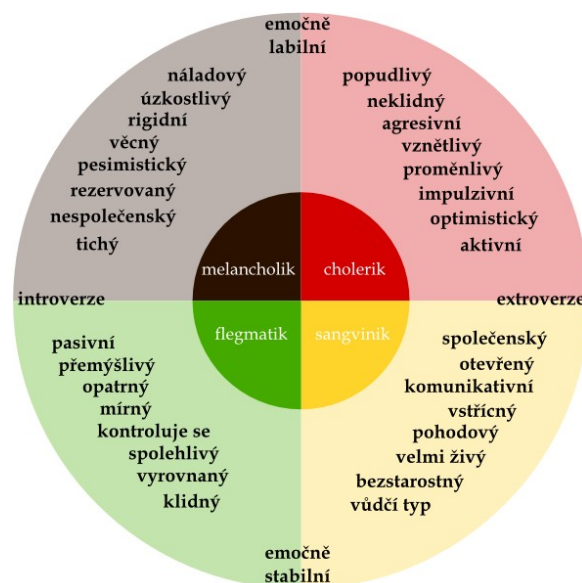 emočně
labilní
náladový
úzkostlivý
rigidní
věcný
pesimistický
rezervovaný
nespolečenský
tichý
popudlivý
neklidný
agresivní
vznětlivý
proměnlivý
impulzivní
optimistický
aktivní
melancholik
cholerik
introverze
extroverze
flegmatik
sangvinik
pasivní
přemýšlivý
opatrný
mírný
kontroluje se
spolehlivý
vyrovnaný
klidný
společenský
otevřený
komunikativní
vstřícný
pohodový
velmi živý
bezstarostný
vůdčí typ
emočně
stabilní